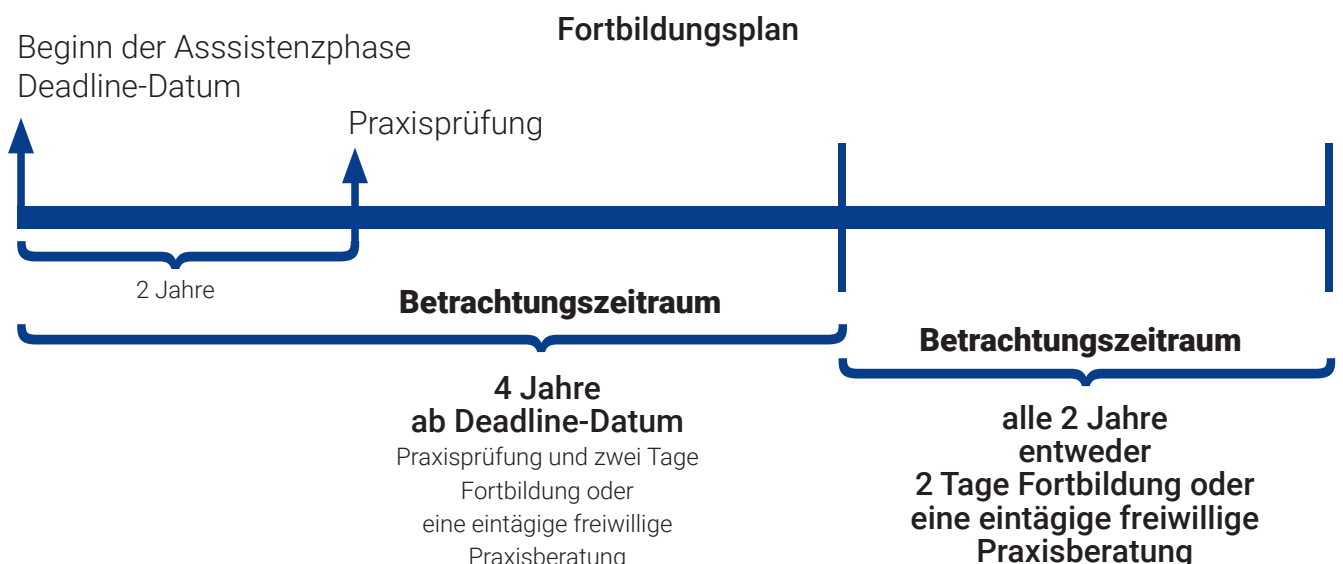 Fortbildungsplan
Beginn der Asssistenzphase
Deadline-Datum
Praxisprüfung
2 Jahre
Betrachtungszeitraum
4 Jahre
ab Deadline-Datum
Praxisprüfung und zwei Tage
Fortbildung oder
eine eintägige freiwillige
Praxisberatung
Betrachtungszeitraum
alle 2 Jahre
entweder
2 Tage Fortbildung oder
eine eintägige freiwillige
Praxisberatung